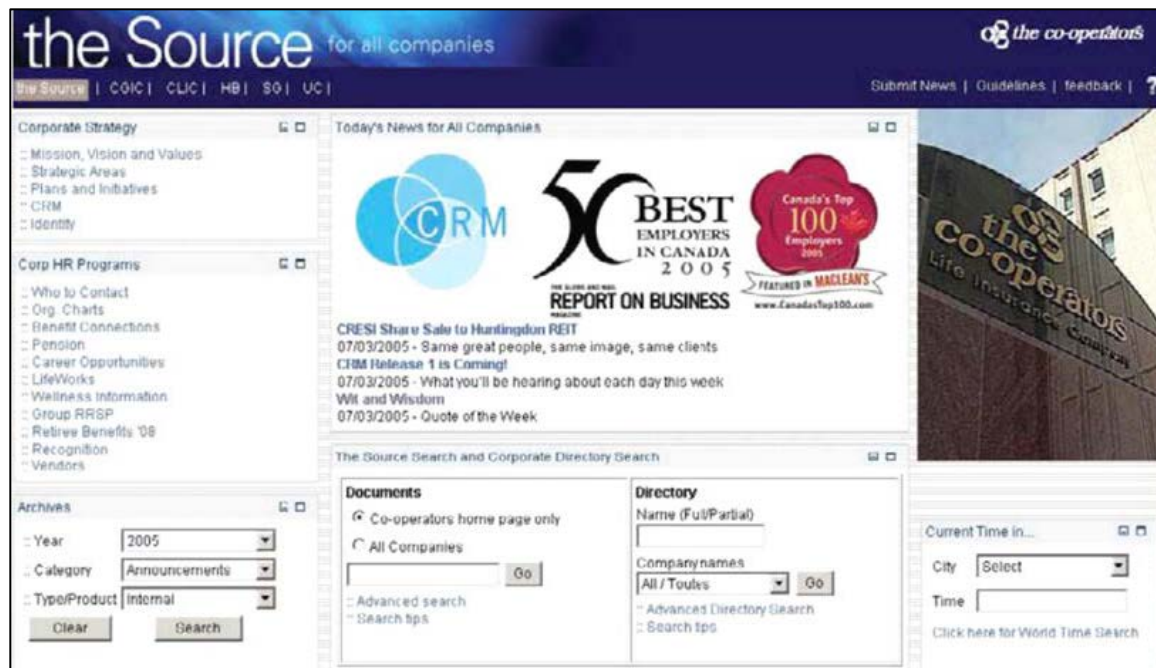 the Source for all companies
the co-operators
the Source | CGIC | CLIC | HB | SG | UC |
Submit News | Guidelines | feedback | ?
Corporate Strategy
:: Mission, Vision and Values
:: Strategic Areas
:: Plans and Initiatives
:: CRM
:: Identity
Corp HR Programs
:: Who to Contact
:: Org. Charts
:: Benefit Connections
:: Pension
:: Career Opportunities
:: LifeWorks
:: Wellness Information
:: Group RRSP
:: Retiree Benefits '08
:: Recognition
:: Vendors
Archives
:: Year 2005
:: Category Announcements
:: Type/Product Internal
Clear Search
Today's News for All Companies
CRM
50 BEST
EMPLOYERS
IN CANADA
2005
THE GLOBE AND MAIL
REPORT ON BUSINESS
MAGAZINE
Canada's Top
100
Employers
2005
FEATURED IN MACLEAN'S
www.CanadasTop100.com
CRESI Share Sale to Huntingdon REIT
07/03/2005 - Same great people, same image, same clients
CRM Release 1 is Coming!
07/03/2005 - What you'll be hearing about each day this week
Wit and Wisdom
07/03/2005 - Quote of the Week
The Source Search and Corporate Directory Search
Documents
Co-operators home page only
All Companies
Go
:: Advanced search
:: Search tips
Directory
Name (Full/Partial)
Company names
All / Toutes Go
:: Advanced Directory Search
:: Search tips
the
co-operators
Life Insurance Company
Current Time in...
City Select
Time
Click here for World Time Search